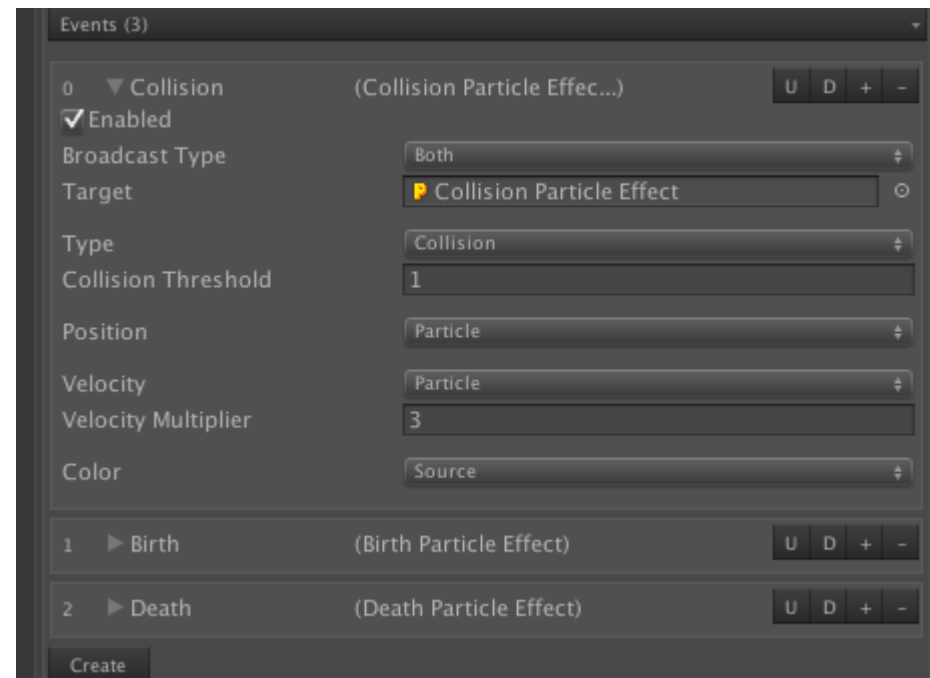 Events (3)
0 Collision (Collision Particle Effec...) U D + -
Enabled
Broadcast Type Both
Target Collision Particle Effect
Type Collision
Collision Threshold 1
Position Particle
Velocity Particle
Velocity Multiplier 3
Color Source
1 Birth (Birth Particle Effect) U D + -
2 Death (Death Particle Effect) U D + -
Create